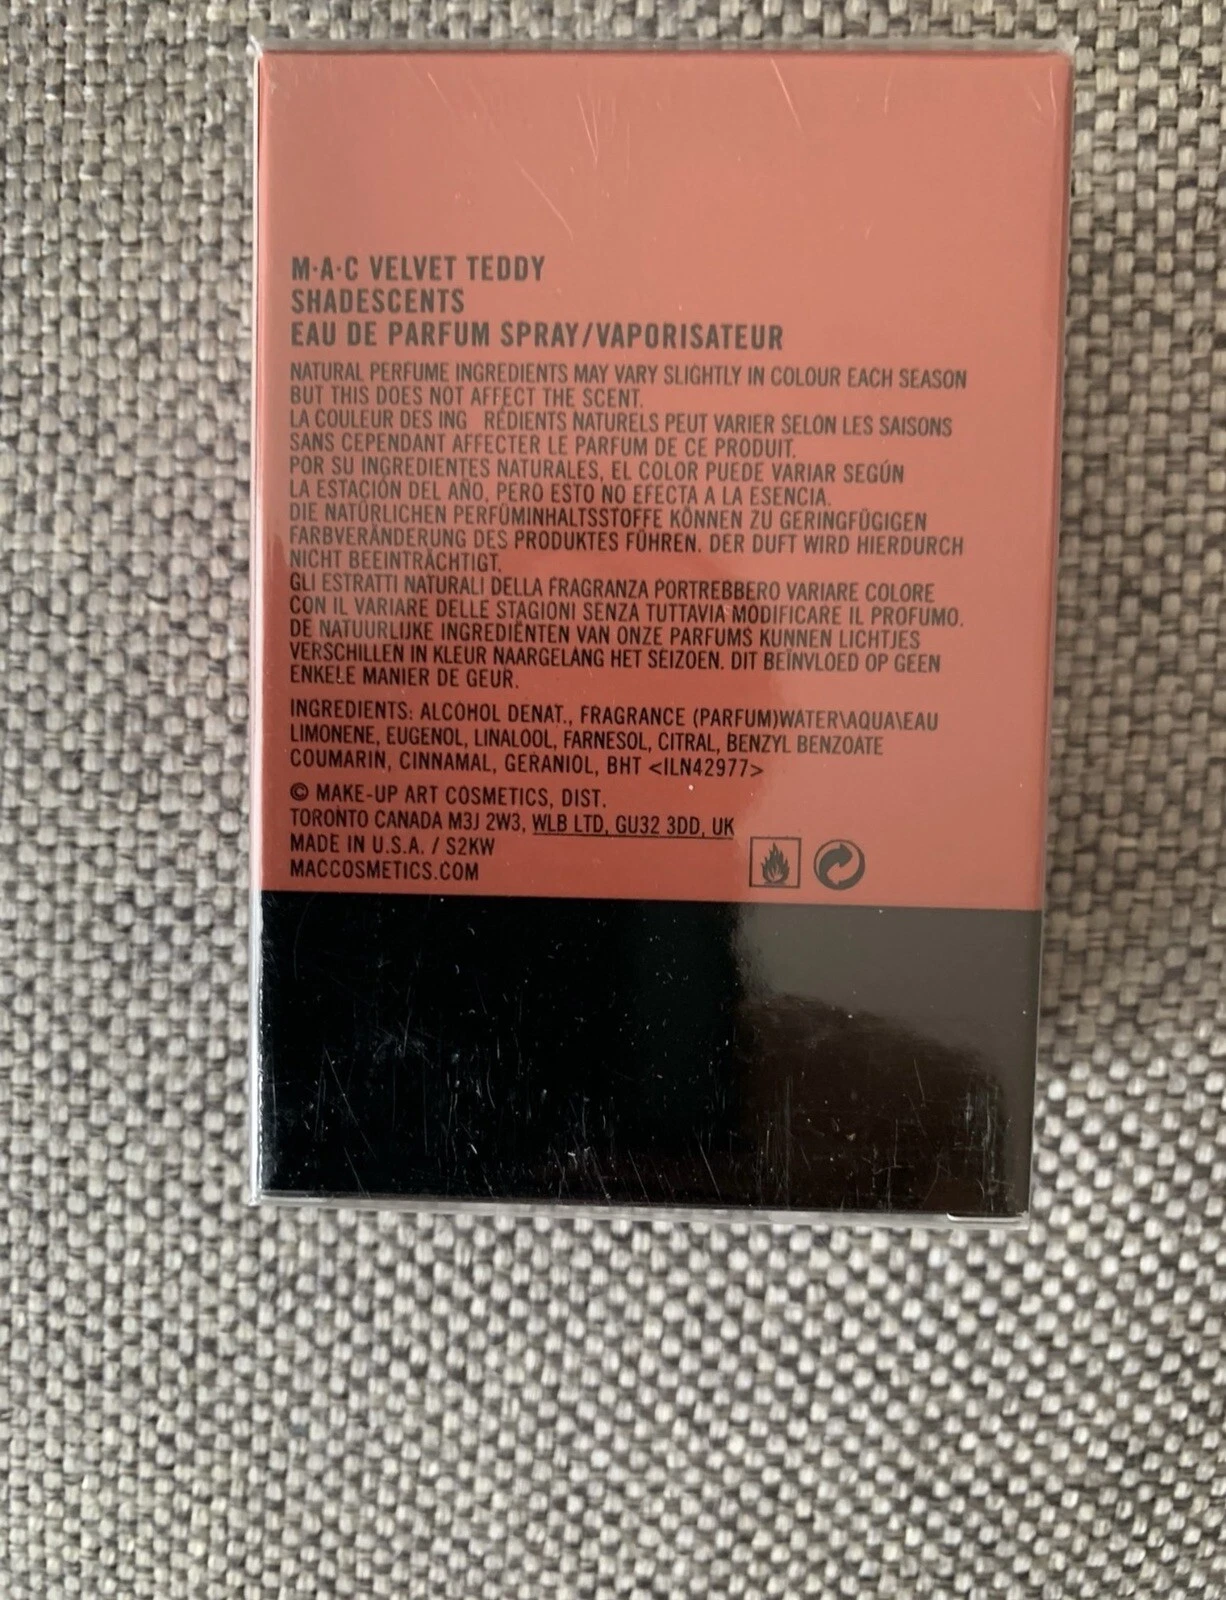 M·A·C VELVET TEDDY
SHADESCENTS
EAU DE PARFUM SPRAY/VAPORISATEUR
NATURAL PERFUME INGREDIENTS MAY VARY SLIGHTLY IN COLOUR EACH SEASON
BUT THIS DOES NOT AFFECT THE SCENT.
LA COULEUR DES ING RÉDIENTS NATURELS PEUT VARIER SELON LES SAISONS
SANS CEPENDANT AFFECTER LE PARFUM DE CE PRODUIT.
POR SU INGREDIENTES NATURALES, EL COLOR PUEDE VARIAR SEGÚN
LA ESTACIÓN DEL AÑO, PERO ESTO NO EFECTA A LA ESENCIA.
DIE NATÜRLICHEN PERFÜMINHALTSSTOFFE KÖNNEN ZU GERINGFÜGIGEN
FARBVERÄNDERUNG DES PRODUKTES FÜHREN. DER DUFT WIRD HIERDURCH
NICHT BEEINTRÄCHTIGT.
GLI ESTRATTI NATURALI DELLA FRAGRANZA PORTREBBERO VARIARE COLORE
CON IL VARIARE DELLE STAGIONI SENZA TUTTAVIA MODIFICARE IL PROFUMO.
DE NATUURLIJKE INGREDIËNTEN VAN ONZE PARFUMS KUNNEN LICHTJES
VERSCHILLEN IN KLEUR NAARGELANG HET SEIZOEN. DIT BEÏNVLOED OP GEEN
ENKELE MANIER DE GEUR.
INGREDIENTS: ALCOHOL DENAT., FRAGRANCE (PARFUM)WATER\AQUA\EAU
LIMONENE, EUGENOL, LINALOOL, FARNESOL, CITRAL, BENZYL BENZOATE
COUMARIN, CINNAMAL, GERANIOL, BHT <ILN42977>
© MAKE-UP ART COSMETICS, DIST.
TORONTO CANADA M3J 2W3, WLB LTD, GU32 3DD, UK
MADE IN U.S.A. / S2KW
MACCOSMETICS.COM